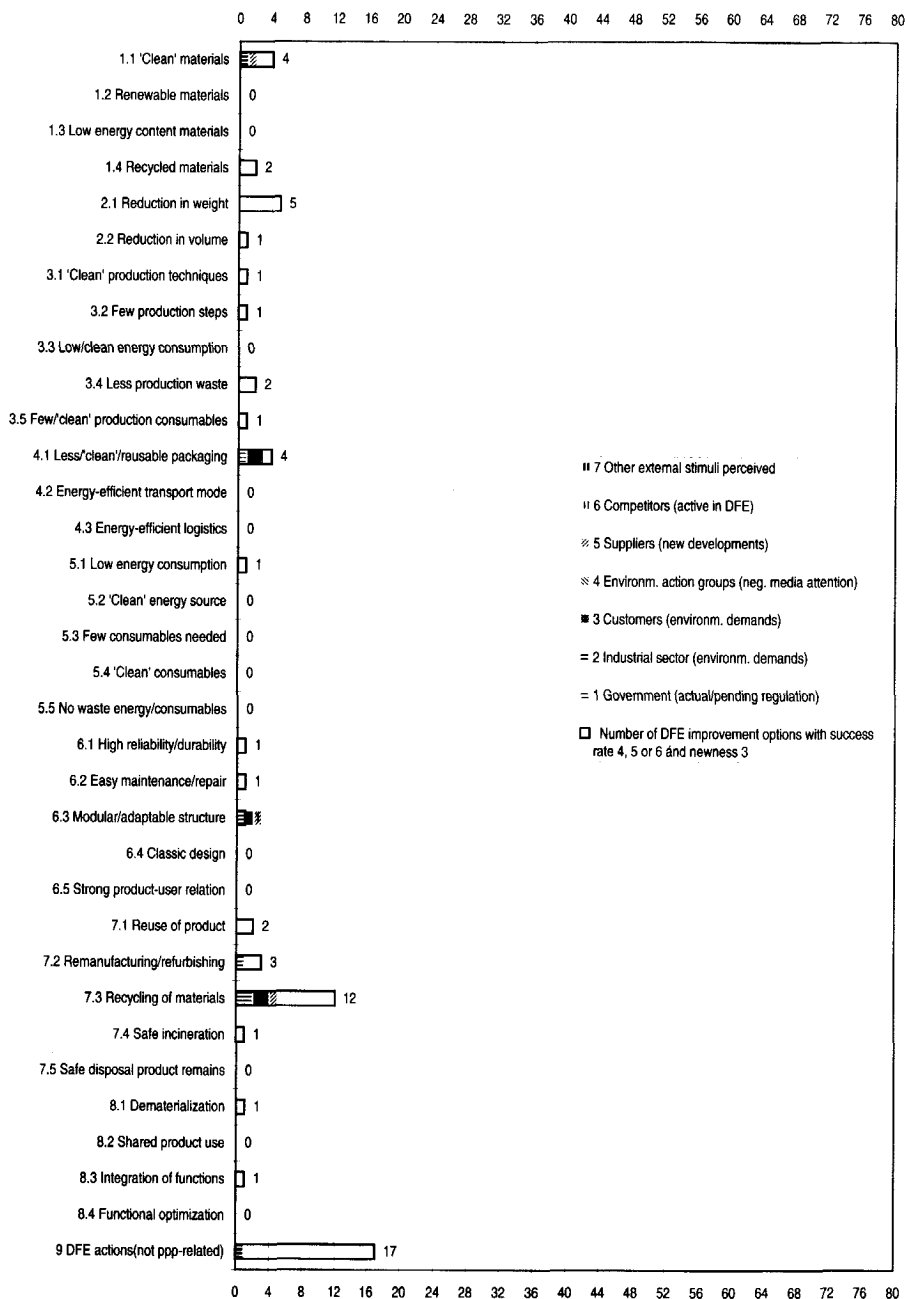 0 4 8 12 16 20 24 28 32 36 40 44 48 52 56 60 64 68 72 76 80
1.1 'Clean' materials 4
1.2 Renewable materials 0
1.3 Low energy content materials 0
1.4 Recycled materials 2
2.1 Reduction in weight 5
2.2 Reduction in volume 1
3.1 'Clean' production techniques 1
3.2 Few production steps 1
3.3 Low/clean energy consumption 0
3.4 Less production waste 2
3.5 Few/'clean' production consumables 1
4.1 Less/'clean'/reusable packaging 4
4.2 Energy-efficient transport mode 0
4.3 Energy-efficient logistics 0
5.1 Low energy consumption 1
5.2 'Clean' energy source 0
5.3 Few consumables needed 0
5.4 'Clean' consumables 0
5.5 No waste energy/consumables 0
6.1 High reliability/durability 1
6.2 Easy maintenance/repair 1
6.3 Modular/adaptable structure
6.4 Classic design 0
6.5 Strong product-user relation 0
7.1 Reuse of product 2
7.2 Remanufacturing/refurbishing 3
7.3 Recycling of materials 12
7.4 Safe incineration 1
7.5 Safe disposal product remains 0
8.1 Dematerialization 1
8.2 Shared product use 0
8.3 Integration of functions 1
8.4 Functional optimization 0
9 DFE actions(not ppp-related) 17
0 4 8 12 16 20 24 28 32 36 40 44 48 52 56 60 64 68 72 76 80
7 Other external stimuli perceived
6 Competitors (active in DFE)
5 Suppliers (new developments)
4 Environm. action groups (neg. media attention)
3 Customers (environm. demands)
2 Industrial sector (environm. demands)
1 Government (actual/pending regulation)
Number of DFE improvement options with success
rate 4, 5 or 6 ánd newness 3